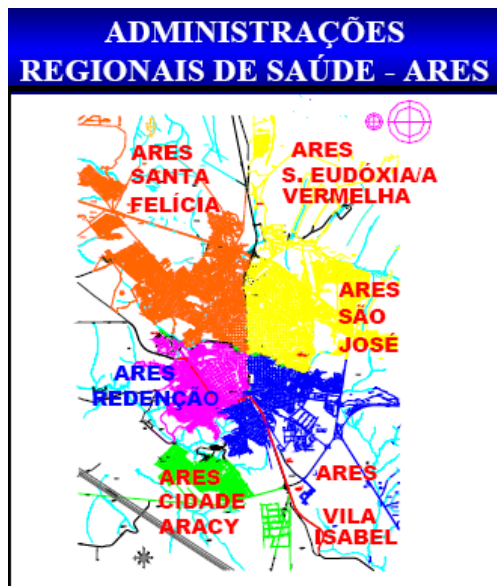 ADMINISTRAÇÕES
REGIONAIS DE SAÚDE - ARES
ARES
SANTA
FELÍCIA
ARES
S. EUDÓXIA/A
VERMELHA
ARES
SÃO
JOSÉ
ARES
REDENÇÃO
ARES
CIDADE
ARACY
ARES
VILA
ISABEL